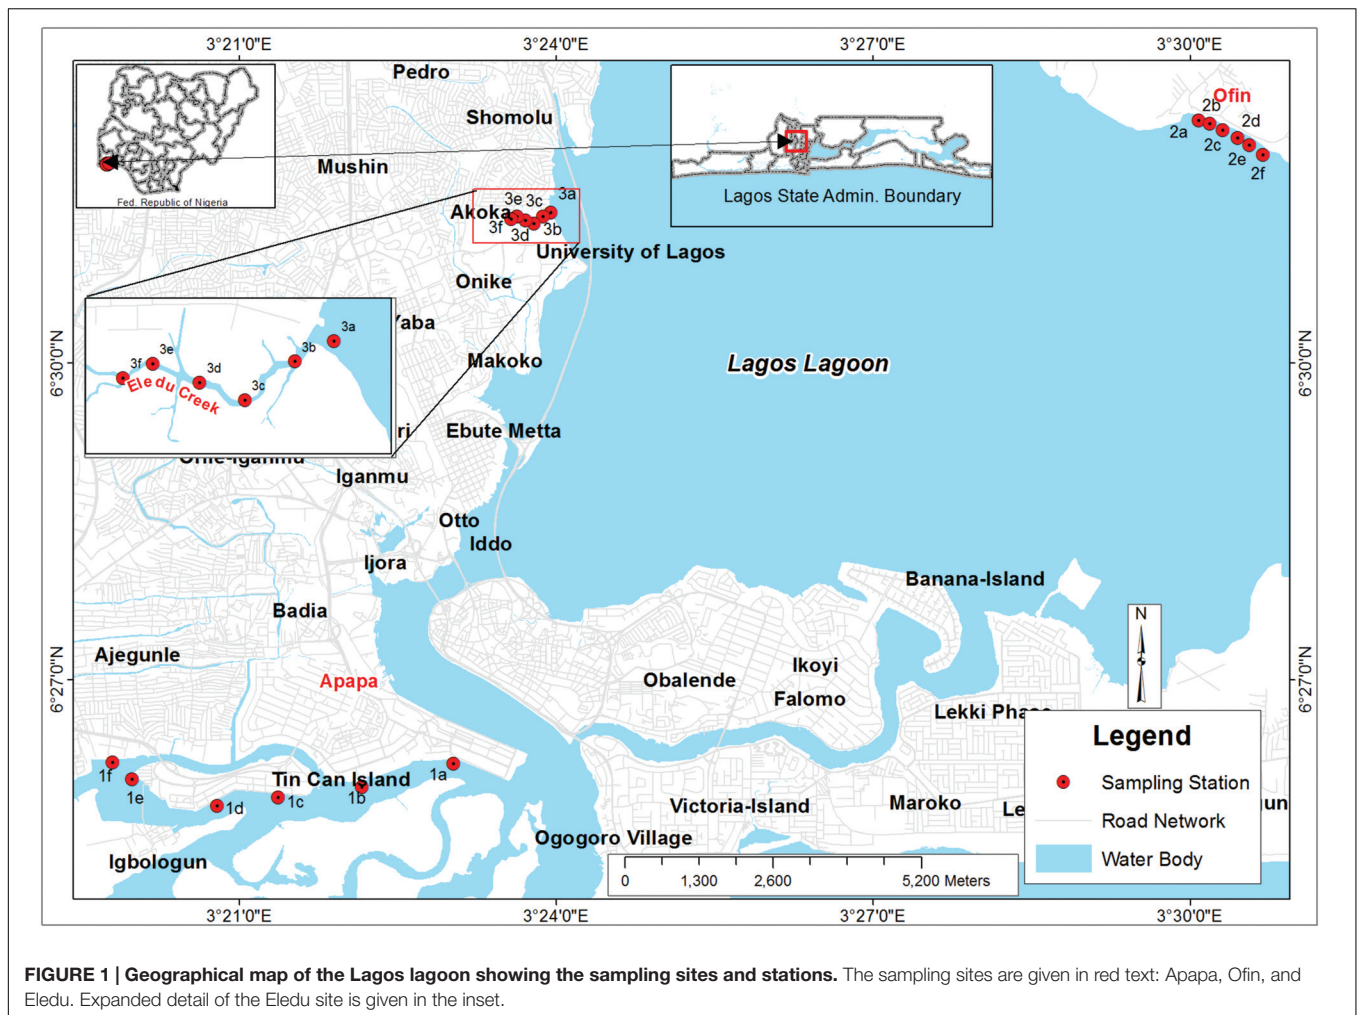 3°21'0"E
3°24'0"E
3°27'0"E
3°30'0"E
Pedro
Shomolu
Mushin
Fed. Republic of Nigeria
Lagos State Admin. Boundary
Ofin
2b
2a
2d
2c
2e
2f
3a
3e 3c
Akoka
3f
3d
3b
University of Lagos
Onike
Yaba
Makoko
3a
3b
3e
3f
3d
3c
Eledu Creek
6°30'0"N
Lagos Lagoon
6°30'0"N
ri
Ebute Metta
Orile-Iganmu
Iganmu
Otto
Iddo
Ijora
Banana-Island
Badia
N
Ajegunle
Ikoyi
Apapa
Obalende
Falomo
6°27'0"N
6°27'0"N
Lekki Phase
Legend
Sampling Station
Road Network
Water Body
1f
1e
1d
1c
Tin Can Island
1b
1a
Victoria-Island
Maroko
Le
gun
Ogogoro Village
Igbologun
0 1,300 2,600 5,200 Meters
3°21'0"E
3°24'0"E
3°27'0"E
3°30'0"E
FIGURE 1 | Geographical map of the Lagos lagoon showing the sampling sites and stations. The sampling sites are given in red text: Apapa, Ofin, and
Eledu. Expanded detail of the Eledu site is given in the inset.